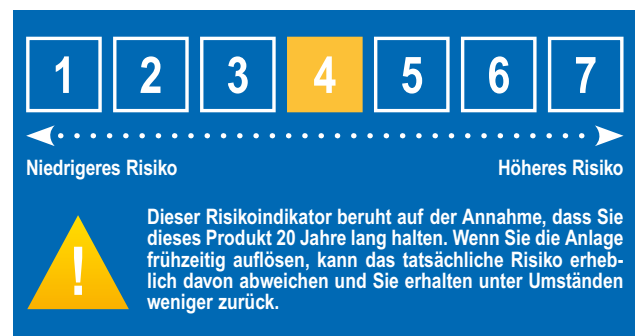 1 2 3 4 5 6 7
Niedrigeres Risiko Höheres Risiko
!
Dieser Risikoindikator beruht auf der Annahme, dass Sie
dieses Produkt 20 Jahre lang halten. Wenn Sie die Anlage
frühzeitig auflösen, kann das tatsächliche Risiko erheb-
lich davon abweichen und Sie erhalten unter Umständen
weniger zurück.